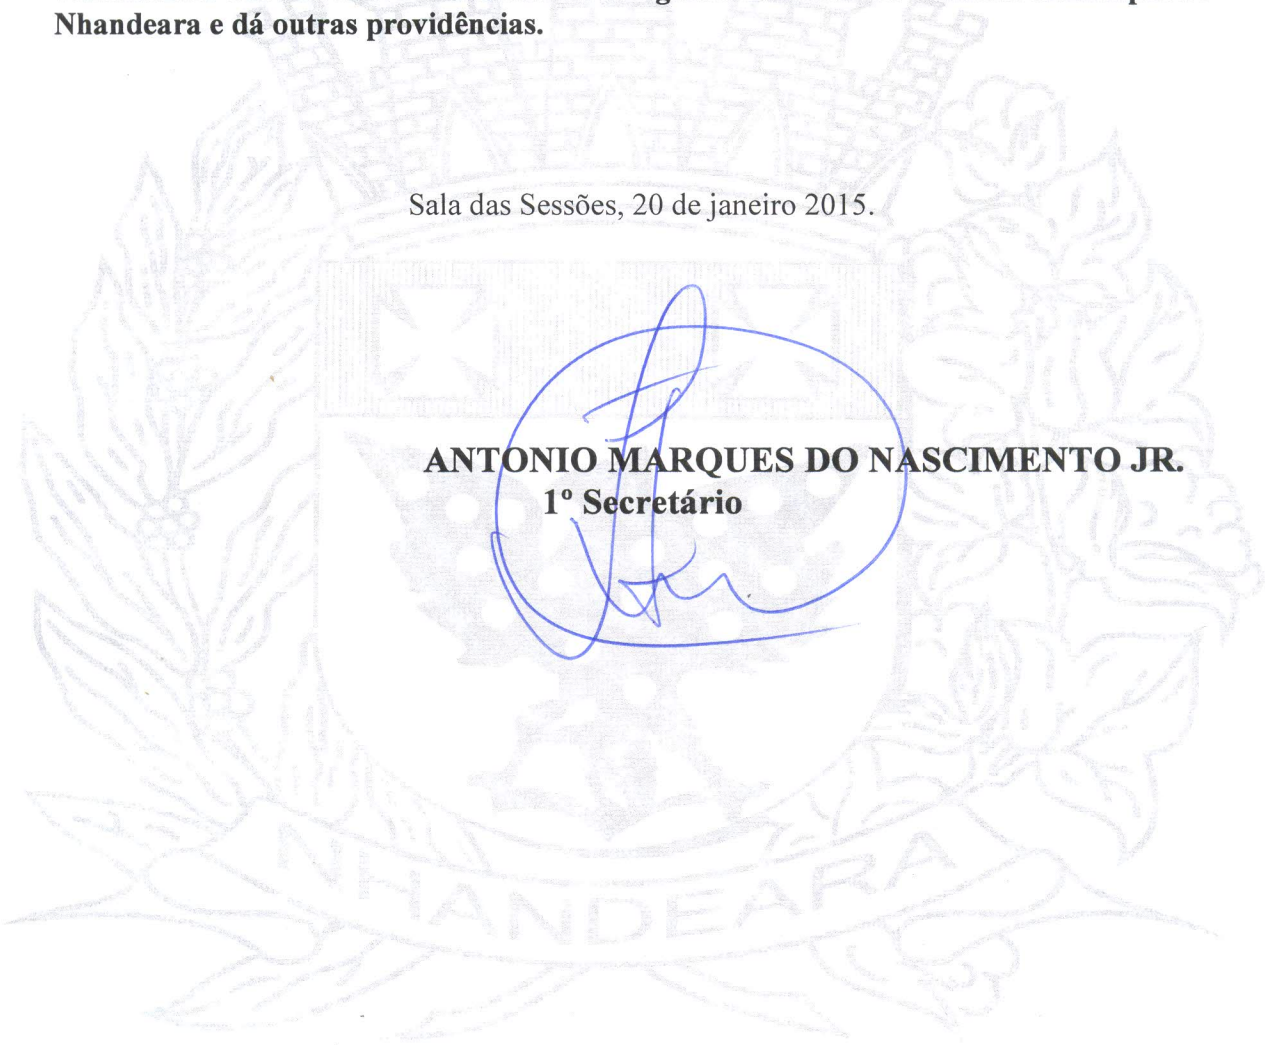 Nhandeara e dá outras providências.
Sala das Sessões, 20 de janeiro 2015.
ANTONIO MARQUES DO NASCIMENTO JR.
1º Secretário
NHANDEARA